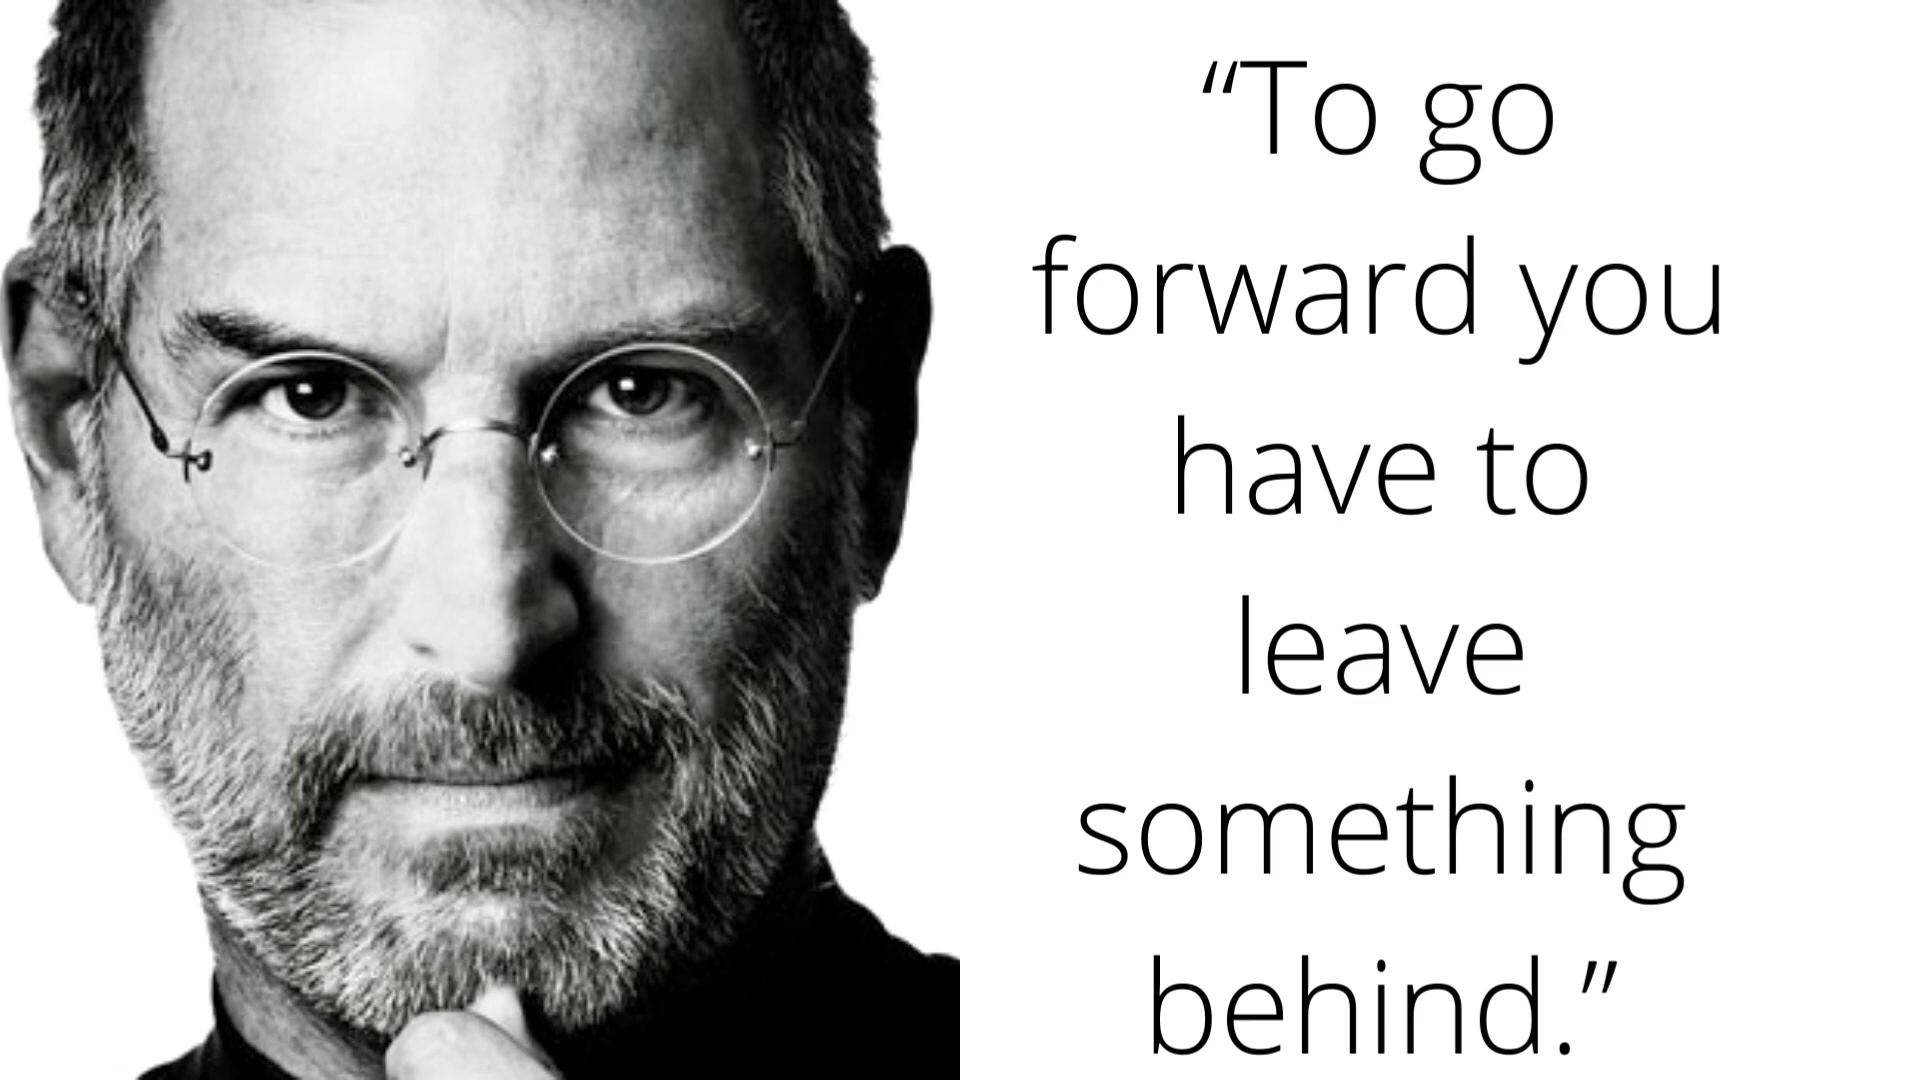 “To go
forward you
have to
leave
something
behind.”